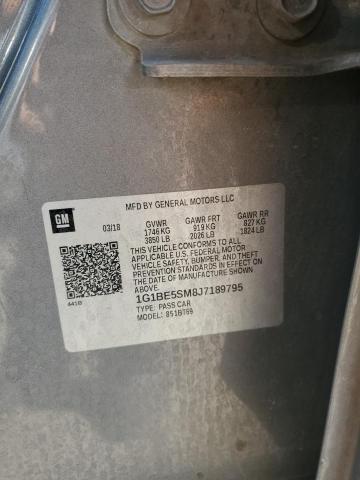 MFD BY GENERAL MOTORS LLC
GM
03/18 GVWR GAWR FRT GAWR RR
1746 KG 919 KG 827 KG
3850 LB 2026 LB 1824 LB
THIS VEHICLE CONFORMS TO ALL
APPLICABLE U.S. FEDERAL MOTOR
VEHICLE SAFETY, BUMPER, AND THEFT
PREVENTION STANDARDS IN EFFECT ON
THE DATE OF MANUFACTURE SHOWN
ABOVE.
441B
1G1BE5SM8J7189795
TYPE: PASS CAR
MODEL: 851BT69